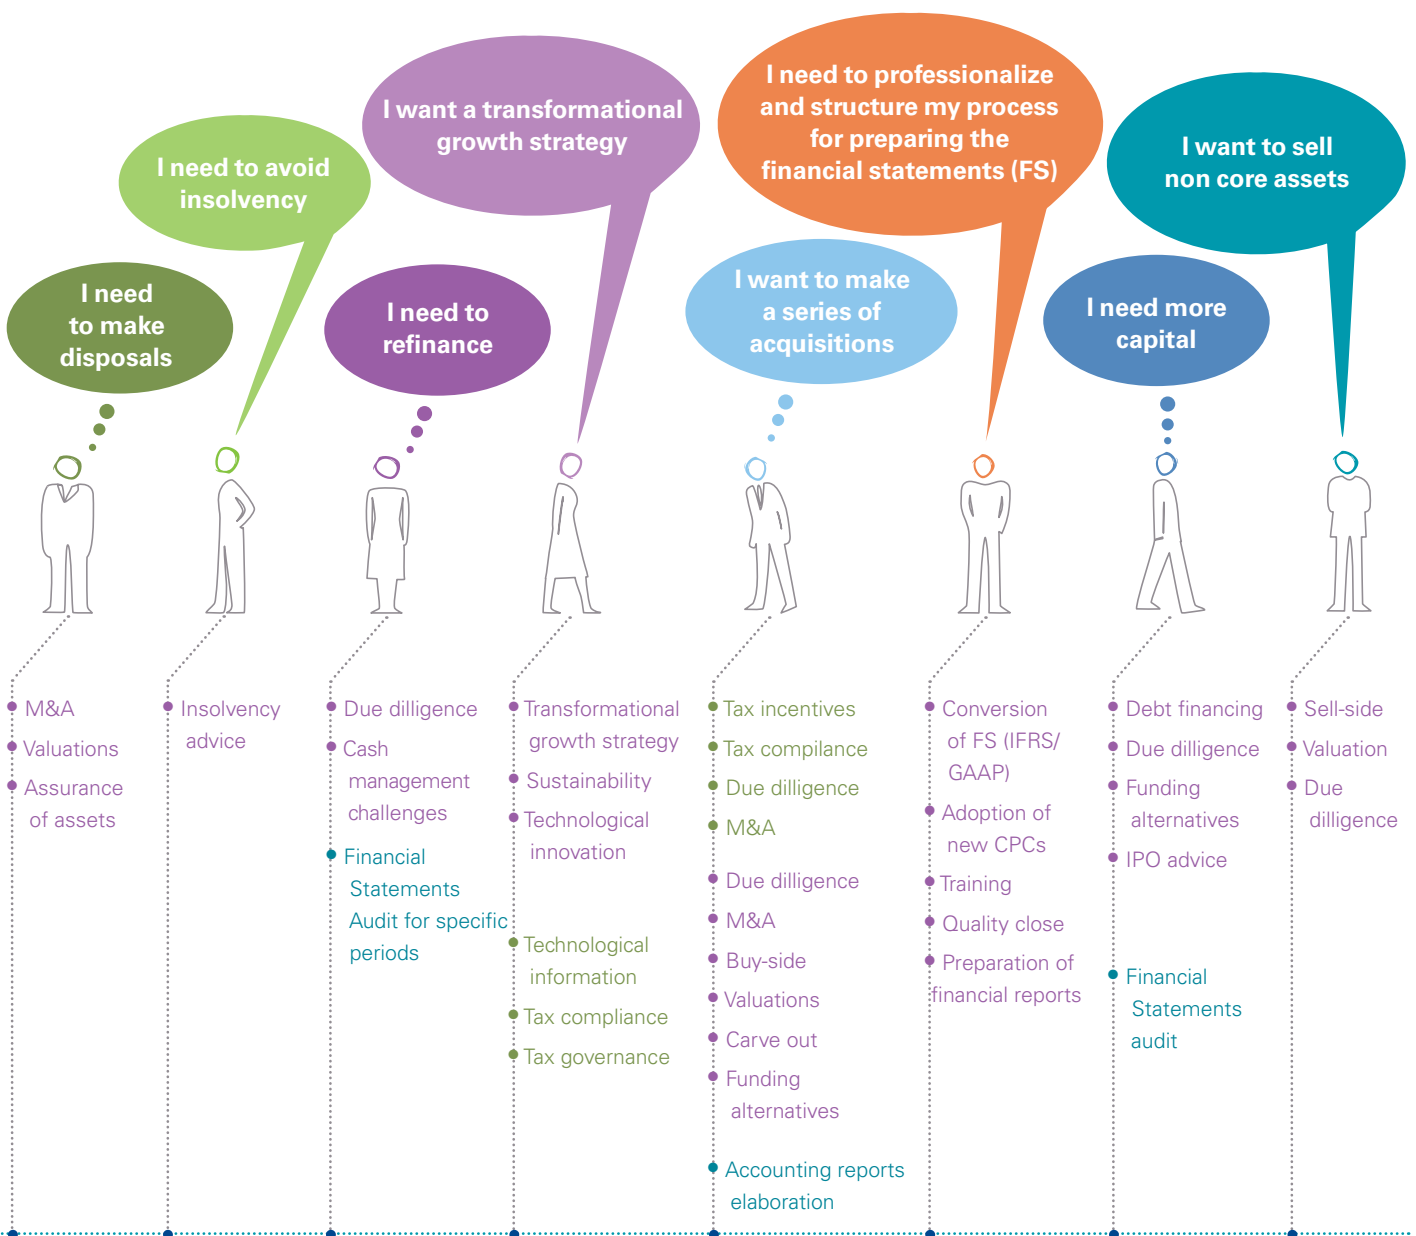 I need to professionalize
and structure my process
for preparing the
financial statements (FS)
I want a transformational
growth strategy
I want to sell
non core assets
I need to avoid
insolvency
I need
to make
disposals
I need to
refinance
I want to make
a series of
acquisitions
I need more
capital
M&A
Valuations
Assurance
of assets
Insolvency
advice
Due dilligence
Cash
management
challenges
Financial
Statements
Audit for specific
periods
Transformational
growth strategy
Sustainability
Technological
innovation
Technological
information
Tax compliance
Tax governance
Tax incentives
Tax compilance
Due dilligence
M&A
Due dilligence
M&A
Buy-side
Valuations
Carve out
Funding
alternatives
Accounting reports
elaboration
Conversion
of FS (IFRS/
GAAP)
Adoption of
new CPCs
Training
Quality close
Preparation of
financial reports
Debt financing
Due dilligence
Funding
alternatives
IPO advice
Financial
Statements
audit
Sell-side
Valuation
Due
dilligence